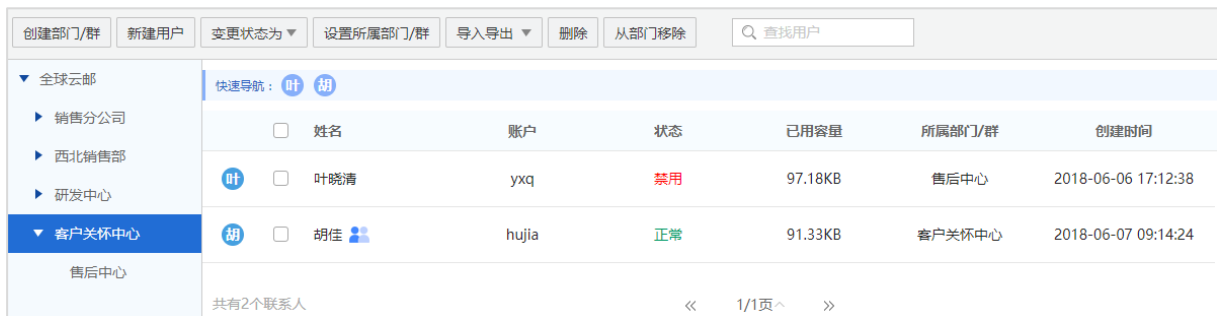 创建部门/群 新建用户 变更状态为 设置所属部门/群 导入导出 删除 从部门移除 查找用户
全球云邮
销售分公司
西北销售部
研发中心
客户关怀中心
售后中心
快速导航： 叶 胡
姓名 账户 状态 已用容量 所属部门/群 创建时间
叶 叶晓清 yxq 禁用 97.18KB 售后中心 2018-06-06 17:12:38
胡 胡佳 hujia 正常 91.33KB 客户关怀中心 2018-06-07 09:14:24
共有2个联系人 1/1页